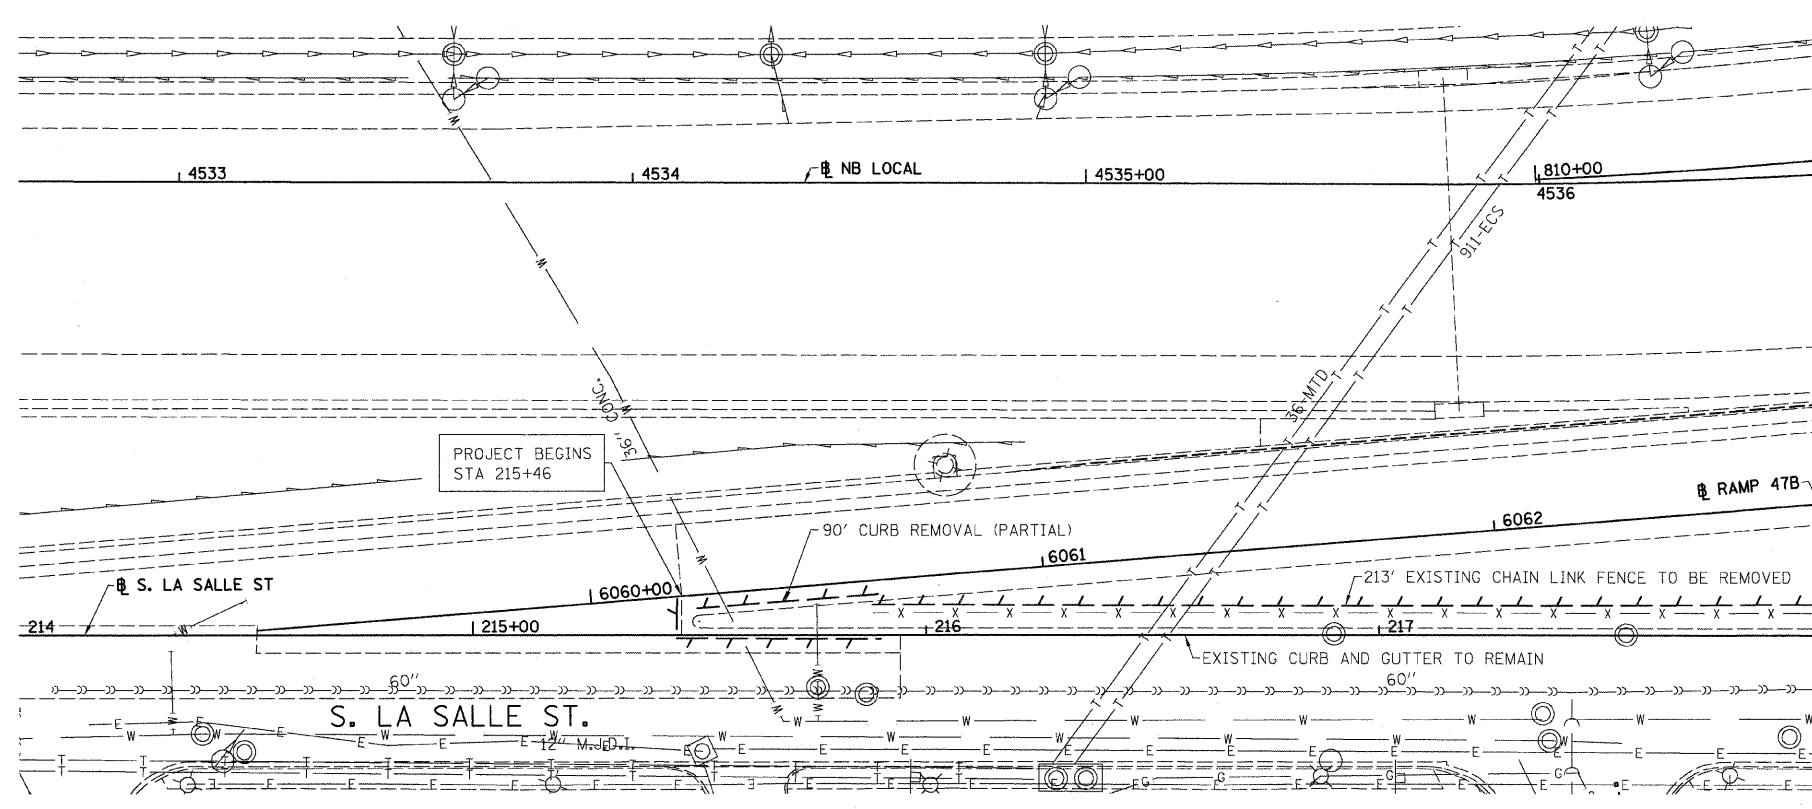 4533
4534
℄ NB LOCAL
4535+00
810+00
4536
911-ECS
36-MTD
36" CONC.
PROJECT BEGINS
STA 215+46
℄ RAMP 47B
6062
90' CURB REMOVAL (PARTIAL)
6061
6060+00
213' EXISTING CHAIN LINK FENCE TO BE REMOVED
℄ S. LA SALLE ST
214
215+00
216
217
EXISTING CURB AND GUTTER TO REMAIN
60"
60"
S. LA SALLE ST.
12" M.J.D.I.